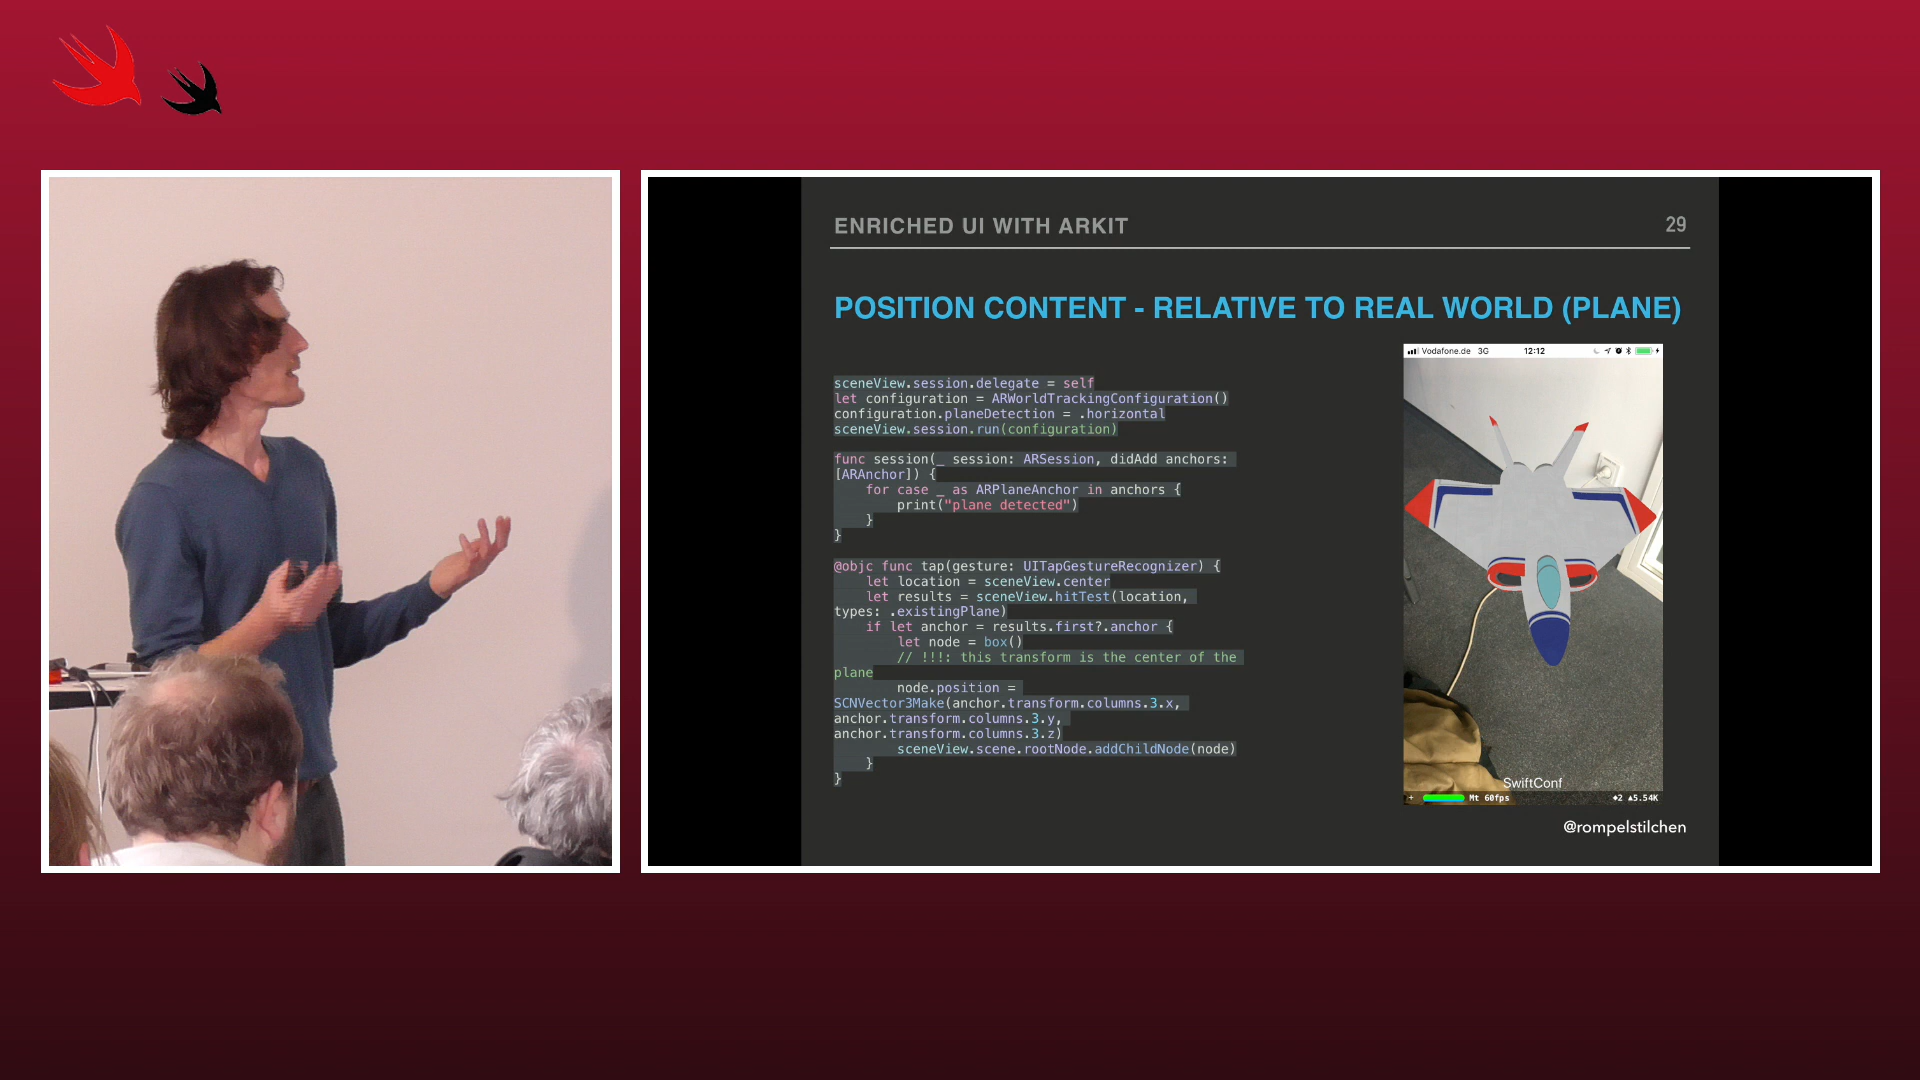 ENRICHED UI WITH ARKIT
29
POSITION CONTENT - RELATIVE TO REAL WORLD (PLANE)
sceneView.session.delegate = self
let configuration = ARWorldTrackingConfiguration()
configuration.planeDetection = .horizontal
sceneView.session.run(configuration)
func session(_ session: ARSession, didAdd anchors:
[ARAnchor]) {
for case _ as ARPlaneAnchor in anchors {
print("plane detected")
}
}
@objc func tap(gesture: UITapGestureRecognizer) {
let location = sceneView.center
let results = sceneView.hitTest(location,
types: .existingPlane)
if let anchor = results.first?.anchor {
let node = box()
// !!!: this transform is the center of the
plane
node.position =
SCNVector3Make(anchor.transform.columns.3.x,
anchor.transform.columns.3.y,
anchor.transform.columns.3.z)
sceneView.scene.rootNode.addChildNode(node)
}
}
Vodafone.de 3G 12:12
SwiftConf
+ Mt 60fps ◆2 ▲5.54K
@rompelstilchen